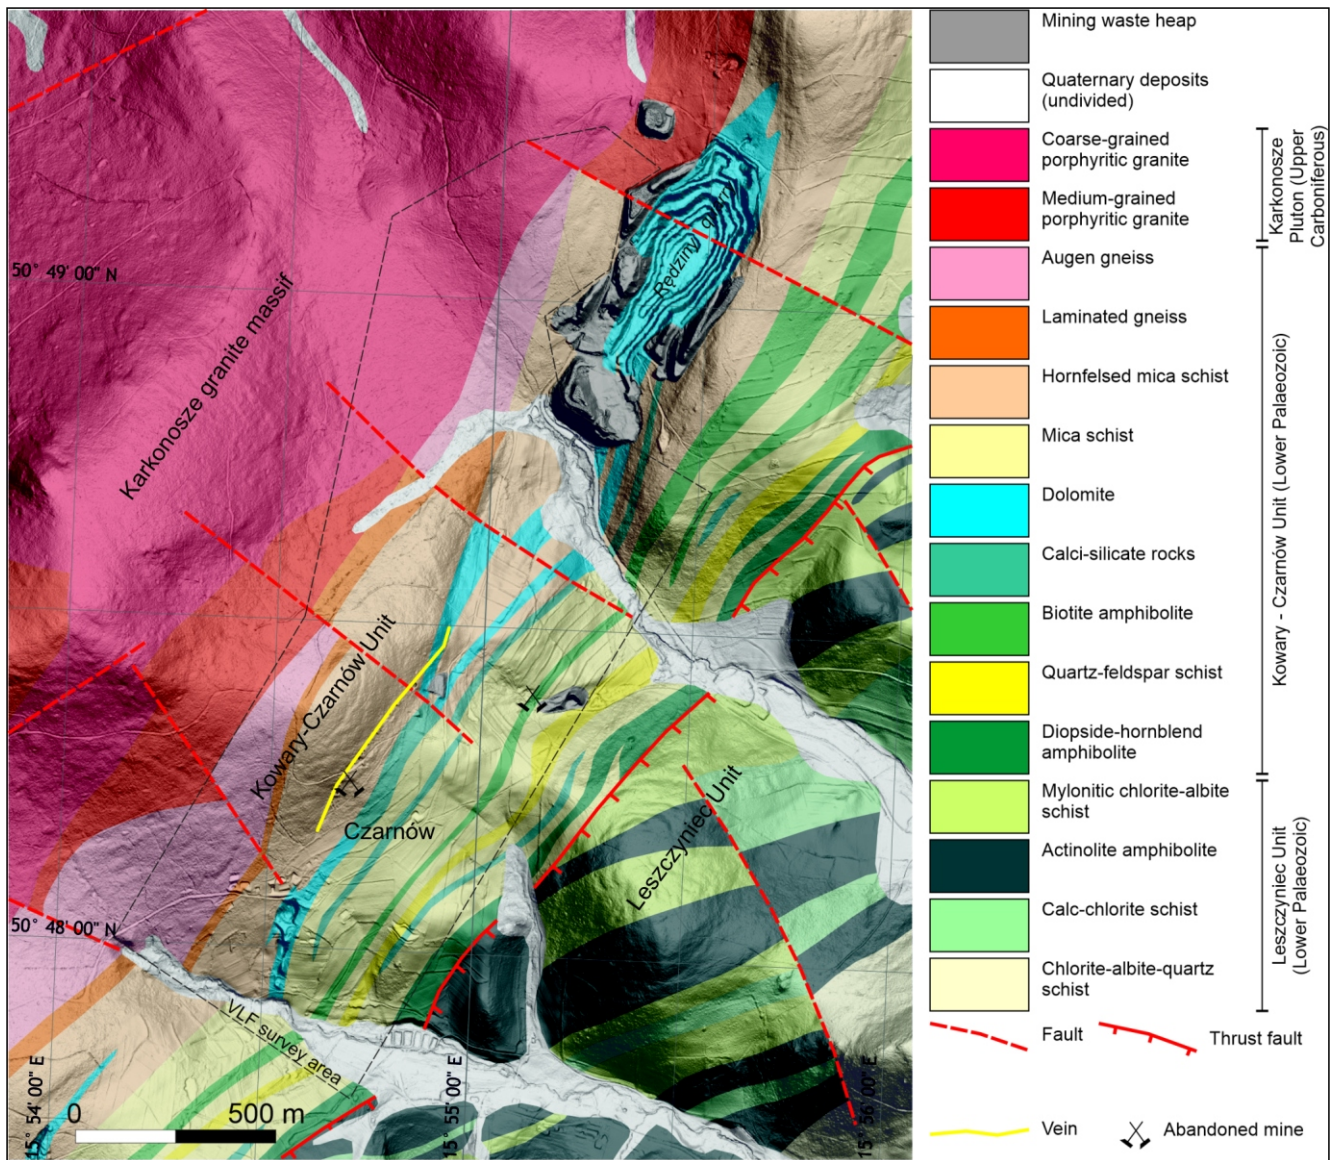 50° 49' 00" N
Karkonosze granite massif
Rędziny quarry
Kowary-Czarnów Unit
Czarnów
Leszczyniec Unit
50° 48' 00" N
VLF survey area
15° 54' 00" E
15° 55' 00" E
15° 56' 00" E
0
500 m
Mining waste heap
Quaternary deposits
(undivided)
Coarse-grained
porphyritic granite
Medium-grained
porphyritic granite
Karkonosze
Pluton (Upper
Carboniferous)
Augen gneiss
Laminated gneiss
Hornfelsed mica schist
Mica schist
Dolomite
Calci-silicate rocks
Biotite amphibolite
Quartz-feldspar schist
Diopside-hornblend
amphibolite
Kowary - Czarnów Unit (Lower Palaeozoic)
Mylonitic chlorite-albite
schist
Actinolite amphibolite
Calc-chlorite schist
Chlorite-albite-quartz
schist
Leszczyniec Unit
(Lower Palaeozoic)
Fault
Thrust fault
Vein
Abandoned mine